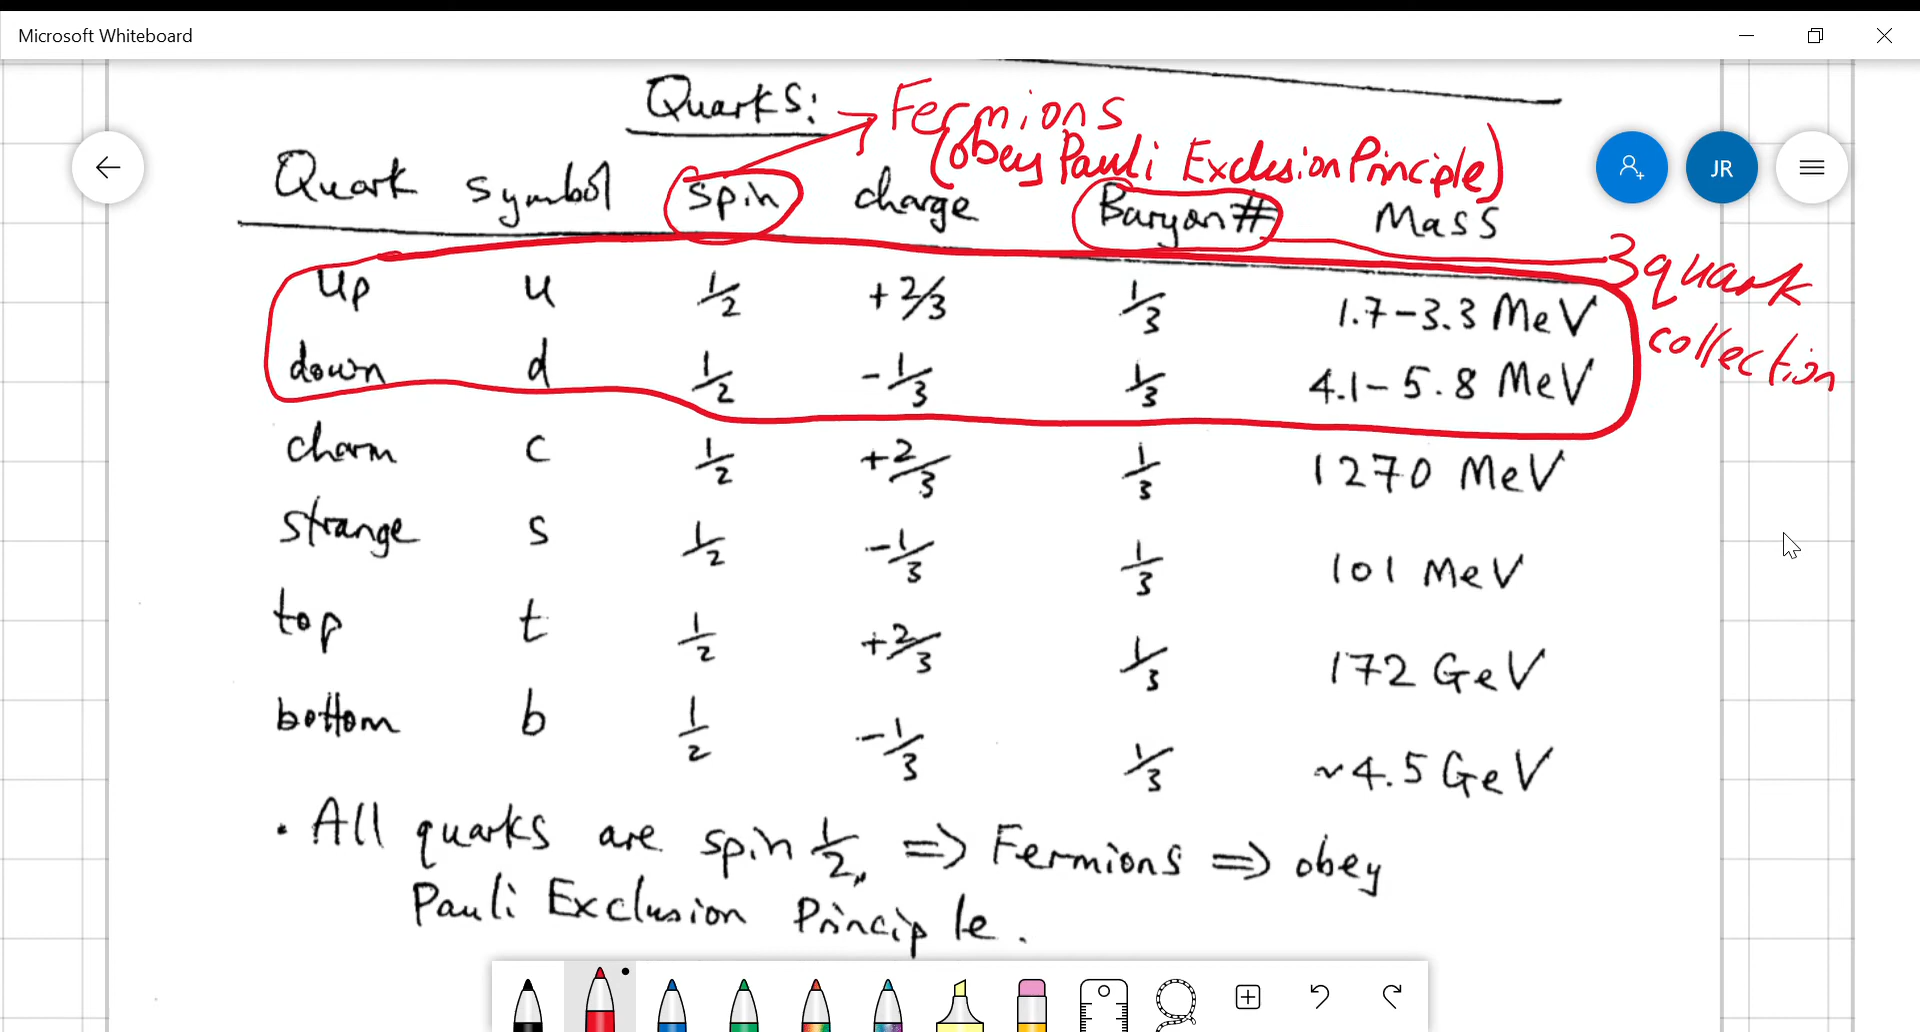 Microsoft Whiteboard
Quarks: → Fermions
(obey Pauli Exclusion Principle)
JR
Quark symbol spin charge Baryon # Mass
3 quark
collection
up u 1/2 +2/3 1/3 1.7-3.3 MeV
down d 1/2 -1/3 1/3 4.1-5.8 MeV
charm c 1/2 +2/3 1/3 1270 MeV
strange s 1/2 -1/3 1/3 101 MeV
top t 1/2 +2/3 1/3 172 GeV
bottom b 1/2 -1/3 1/3 ~4.5 GeV
• All quarks are spin 1/2, => Fermions => obey
Pauli Exclusion Principle.